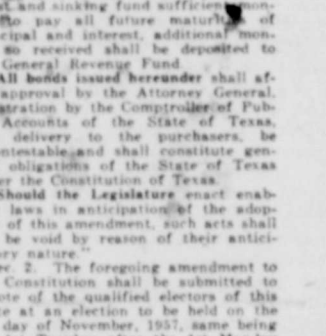 and sinking fund sufficient mon-
to pay all future maturities of
cipal and interest, additional mon-
so received shall be deposited to
General Revenue Fund.
All bonds issued hereunder shall af-
approval by the Attorney General,
stration by the Comptroller of Pub-
Accounts of the State of Texas,
delivery to the purchasers, be
ntestable and shall constitute gen-
obligations of the State of Texas
er the Constitution of Texas.
Should the Legislature enact enab-
laws in anticipation of the adop-
of this amendment, such acts shall
be void by reason of their antici-
ory nature."
ec. 2. The foregoing amendment to
Constitution shall be submitted to
ote of the qualified electors of this
te at an election to be held on the
day of November, 1957, same being